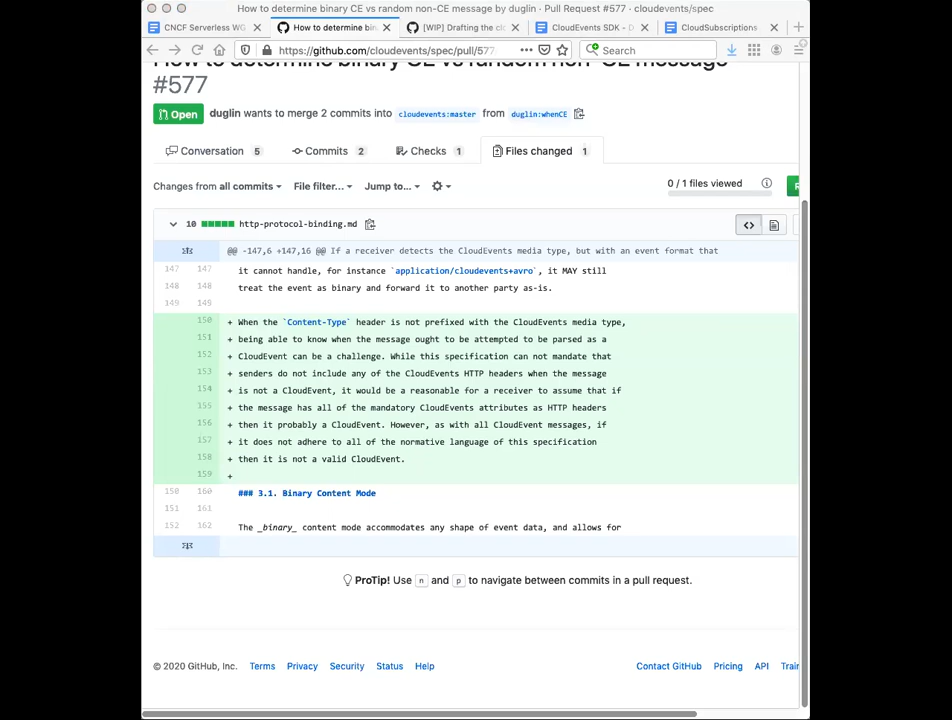 How to determine binary CE vs random non-CE message by duglin · Pull Request #577 · cloudevents/spec
CNCF Serverless WG
How to determine bin
[WIP] Drafting the cl
CloudEvents SDK - D
CloudSubscriptions
https://github.com/cloudevents/spec/pull/577
Search
How to determine binary CE vs random non-CE message
#577
Open duglin wants to merge 2 commits into cloudevents:master from duglin:whenCE
Conversation 5 Commits 2 Checks 1 Files changed 1
Changes from all commits File filter... Jump to...
0 / 1 files viewed
10 http-protocol-binding.md
@@ -147,6 +147,16 @@ If a receiver detects the CloudEvents media type, but with an event format that
147 147 it cannot handle, for instance `application/cloudevents+avro`, it MAY still
148 148 treat the event as binary and forward it to another party as-is.
149 149
150 + When the `Content-Type` header is not prefixed with the CloudEvents media type,
151 + being able to know when the message ought to be attempted to be parsed as a
152 + CloudEvent can be a challenge. While this specification can not mandate that
153 + senders do not include any of the CloudEvents HTTP headers when the message
154 + is not a CloudEvent, it would be a reasonable for a receiver to assume that if
155 + the message has all of the mandatory CloudEvents attributes as HTTP headers
156 + then it probably a CloudEvent. However, as with all CloudEvent messages, if
157 + it does not adhere to all of the normative language of this specification
158 + then it is not a valid CloudEvent.
159 +
150 160 ### 3.1. Binary Content Mode
151 161
152 162 The _binary_ content mode accommodates any shape of event data, and allows for
ProTip! Use n and p to navigate between commits in a pull request.
© 2020 GitHub, Inc. Terms Privacy Security Status Help
Contact GitHub Pricing API Trair